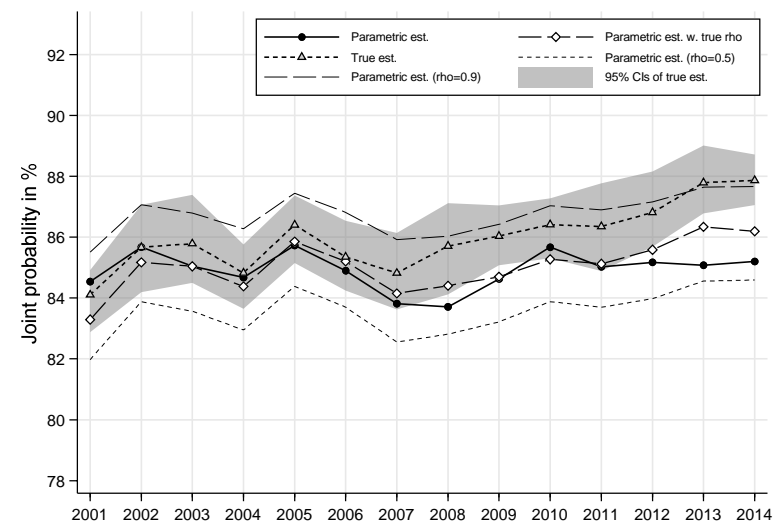 Parametric est.
Parametric est. w. true rho
True est.
Parametric est. (rho=0.5)
Parametric est. (rho=0.9)
95% CIs of true est.
Joint probability in %
92
90
88
86
84
82
80
78
2001 2002 2003 2004 2005 2006 2007 2008 2009 2010 2011 2012 2013 2014